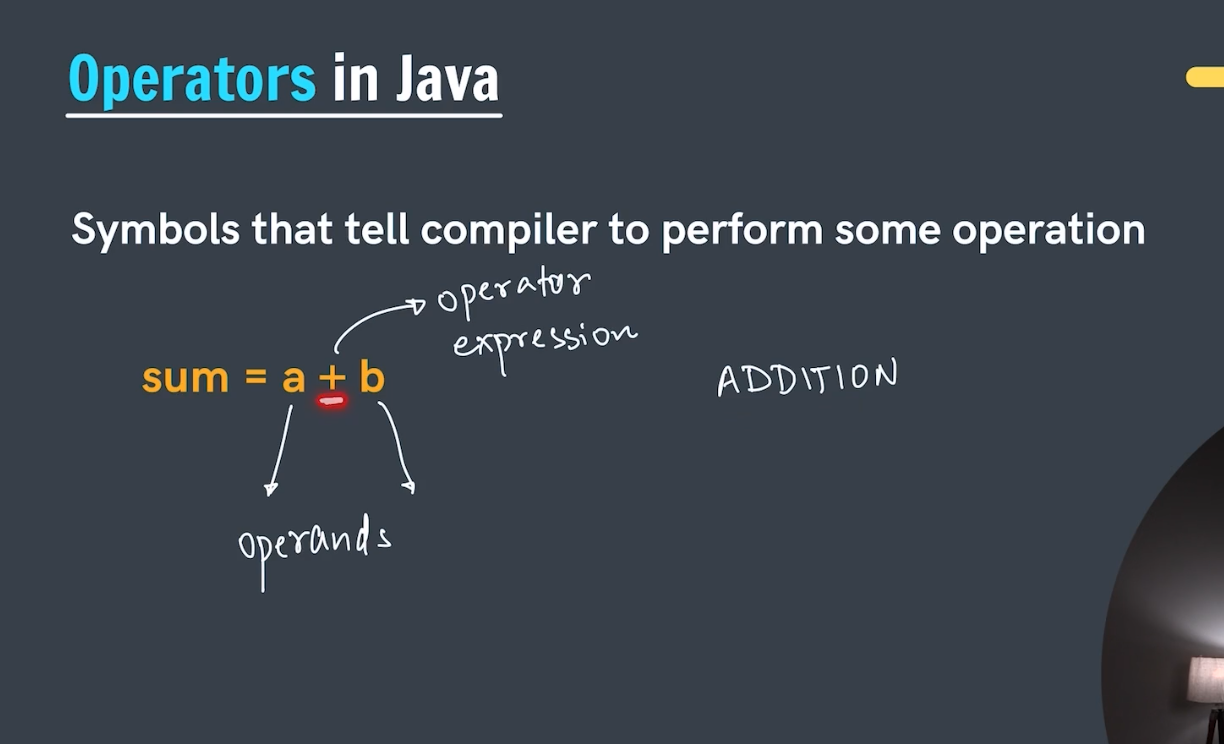 Operators in Java
Symbols that tell compiler to perform some operation
operator
expression
sum = a + b
ADDITION
operands